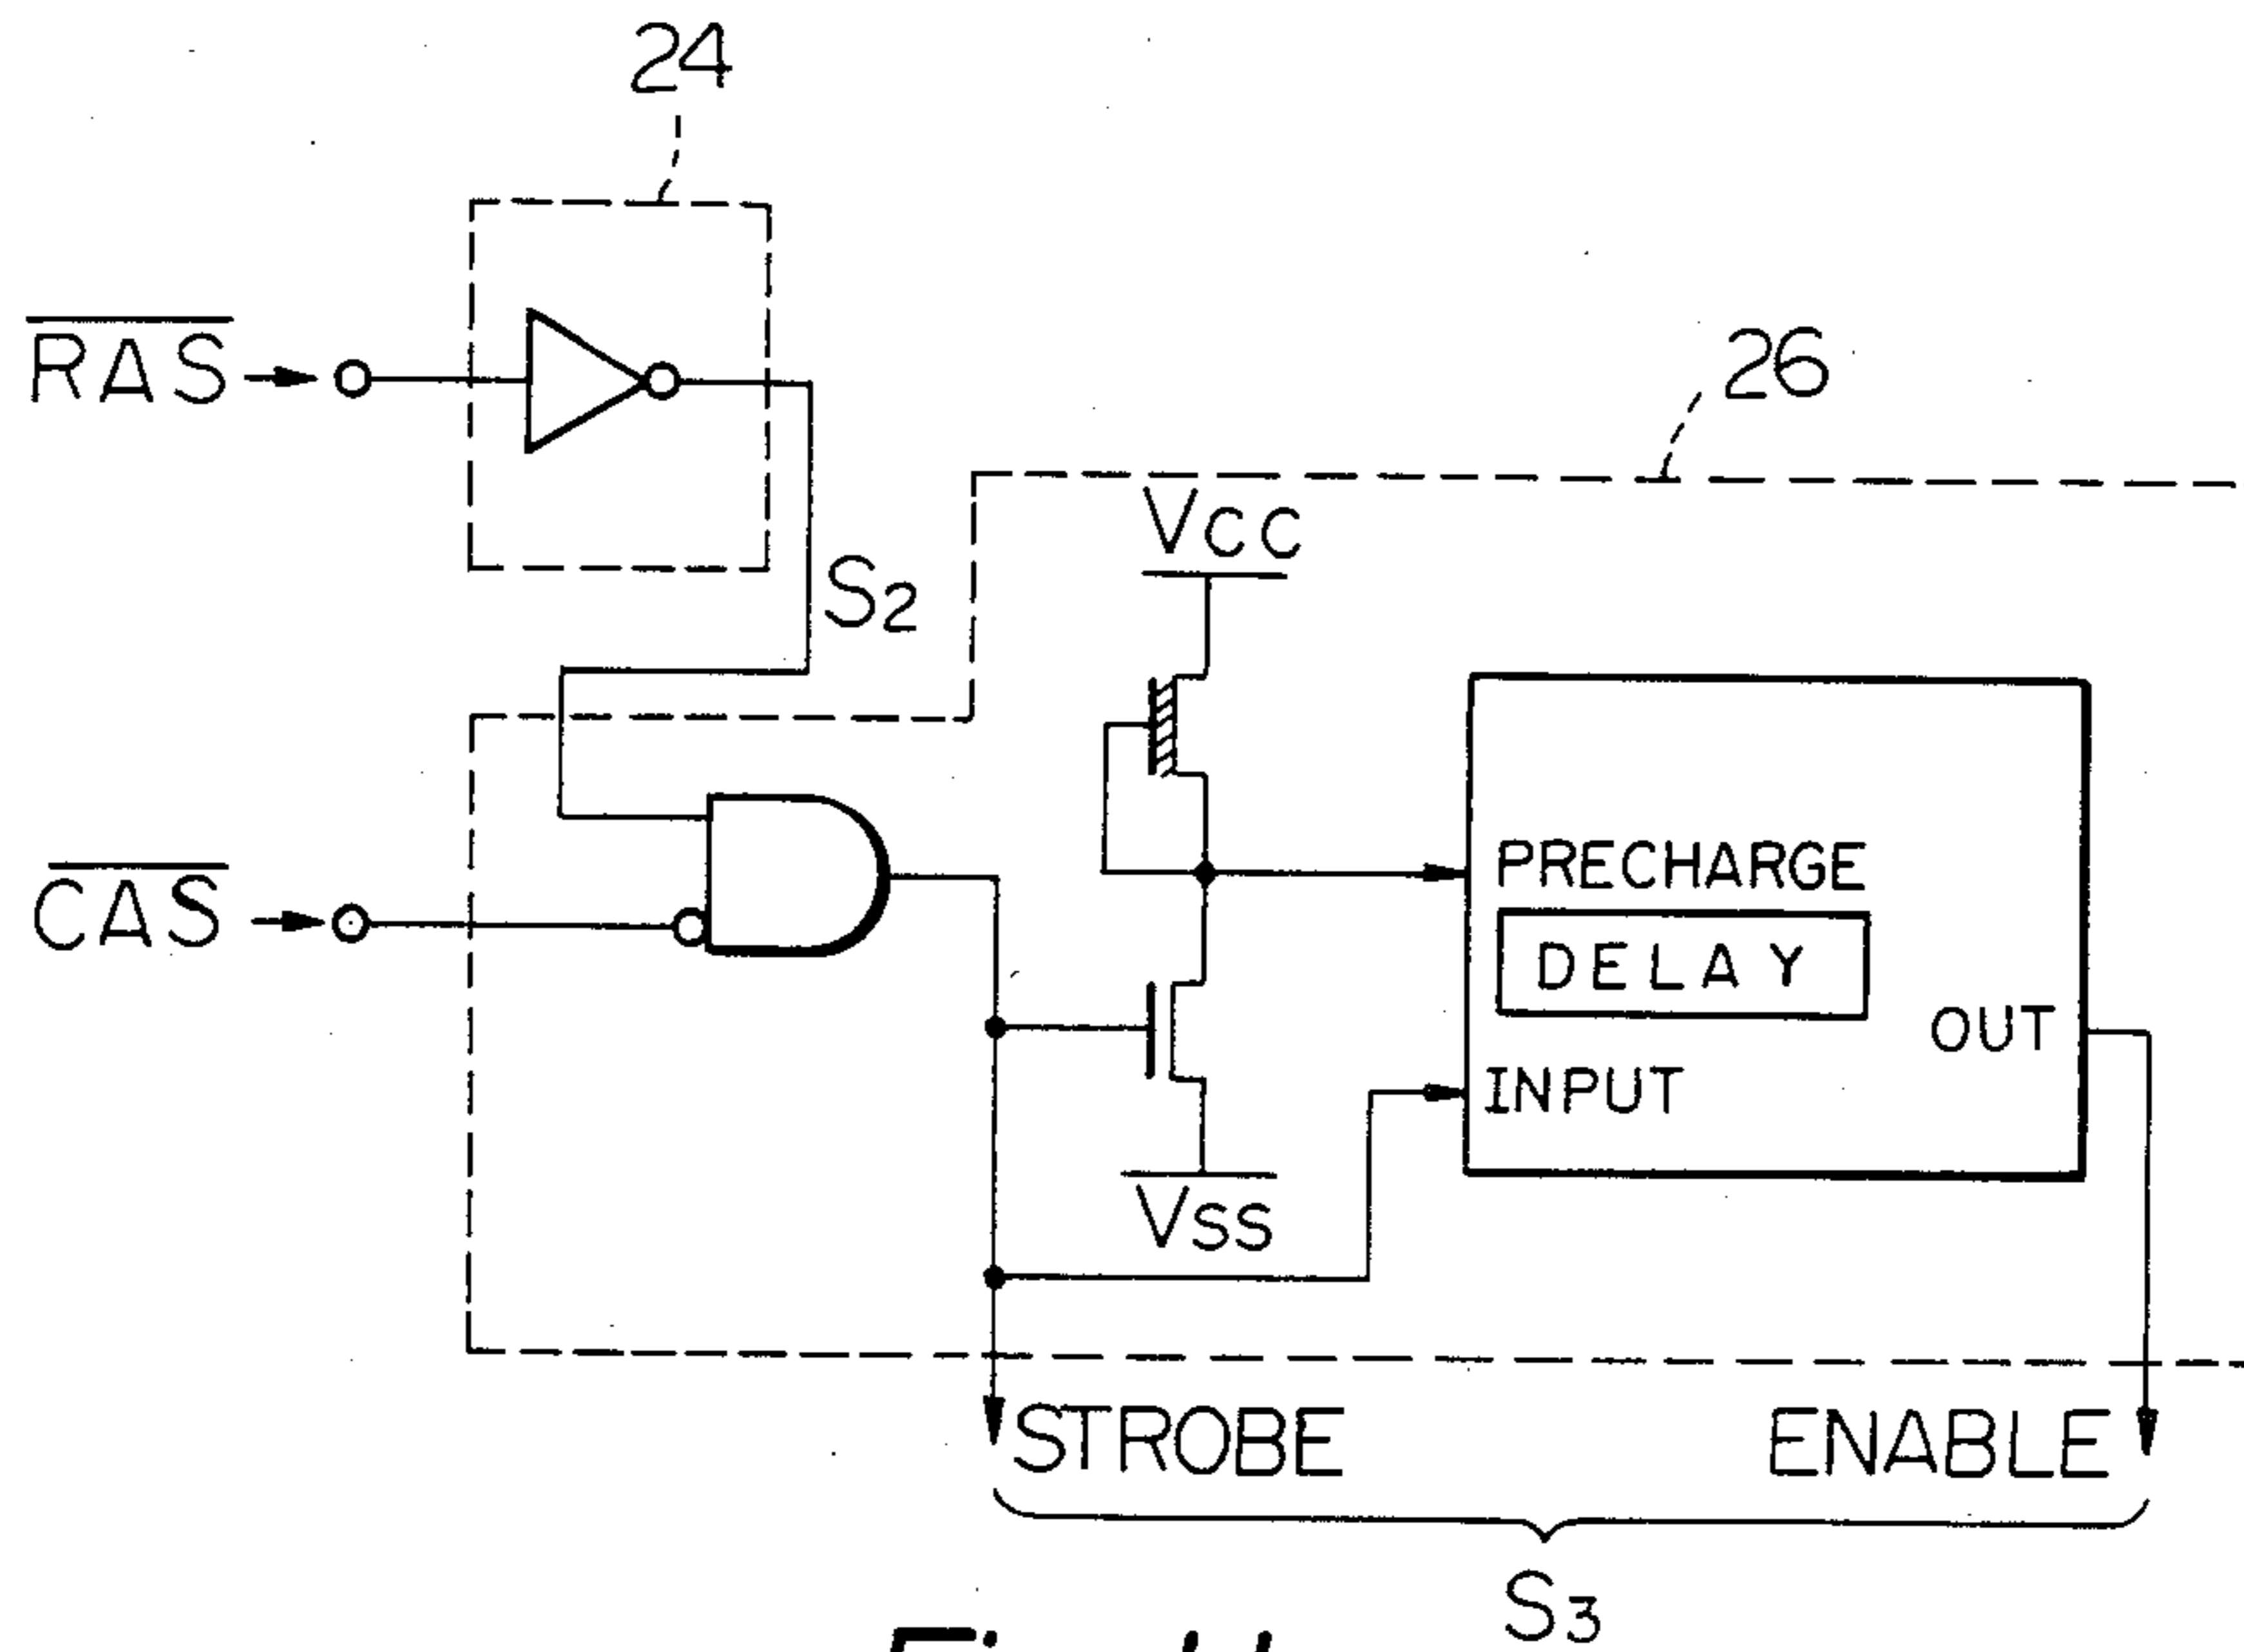 24
RAS
26
VCC
S2
PRECHARGE
CAS
DELAY
OUT
INPUT
VSS
STROBE
ENABLE
S3